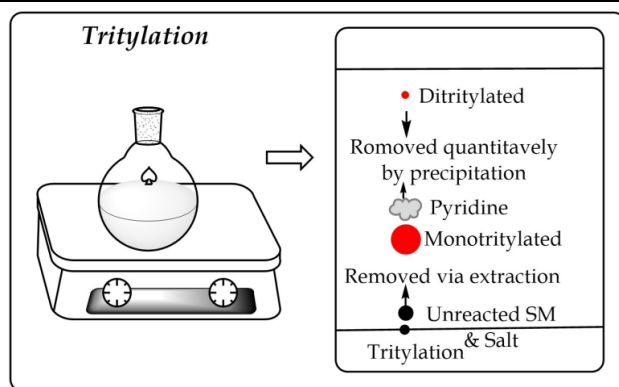 Tritylation
Ditritylated
Romoved quantitavely
by precipitation
Pyridine
Monotritylated
Removed via extraction
Unreacted SM
& Salt
Tritylation